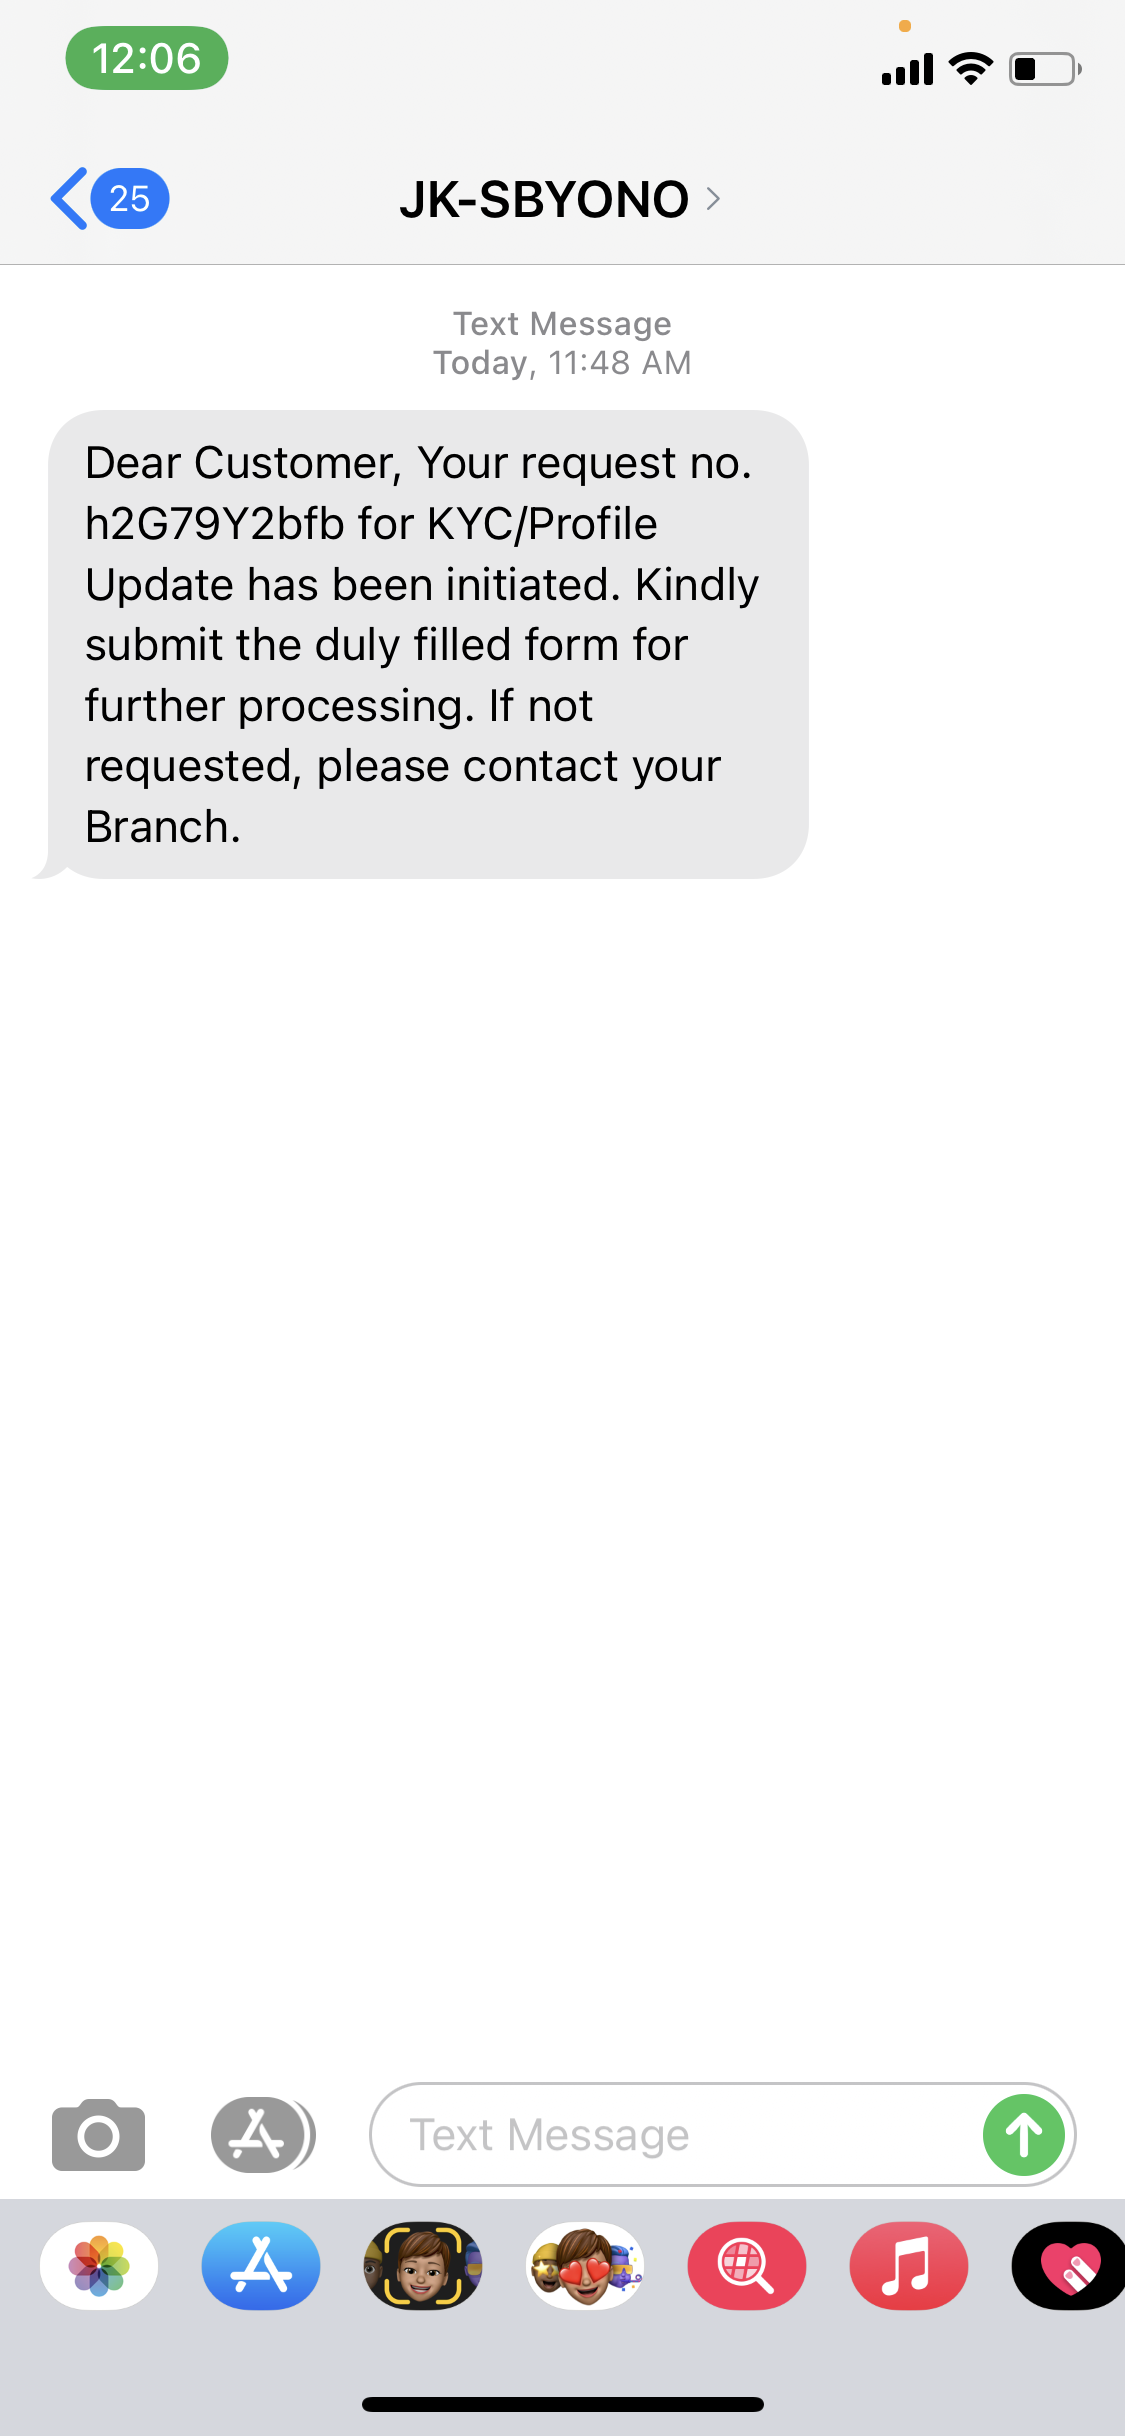 12:06
25
JK-SBYONO
Text Message
Today, 11:48 AM
Dear Customer, Your request no.
h2G79Y2bfb for KYC/Profile
Update has been initiated. Kindly
submit the duly filled form for
further processing. If not
requested, please contact your
Branch.
Text Message